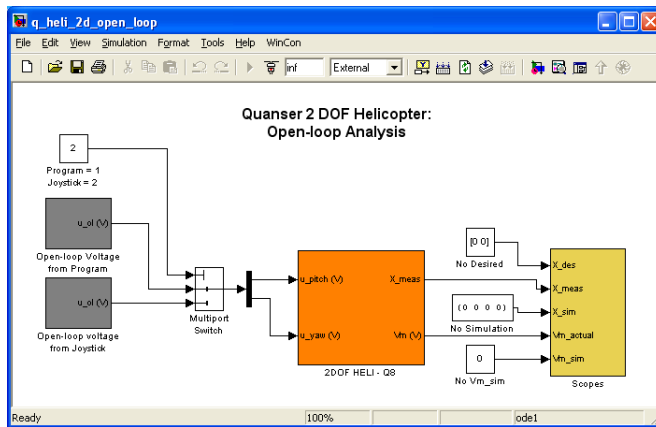 q_heli_2d_open_loop
File Edit View Simulation Format Tools Help WinCon
inf External
Quanser 2 DOF Helicopter:
Open-loop Analysis
2
Program = 1
Joystick = 2
u_ol (V)
Open-loop Voltage
from Program
u_ol (V)
Open-loop voltage
from Joystick
Multiport
Switch
u_pitch (V) X_meas
u_yaw (V) Vm (V)
2DOF HELI - Q8
[0 0]
No Desired
(0 0 0 0)
No Simulation
0
No Vm_sim
X_des
X_meas
X_sim
Vm_actual
Vm_sim
Scopes
Ready 100% ode1